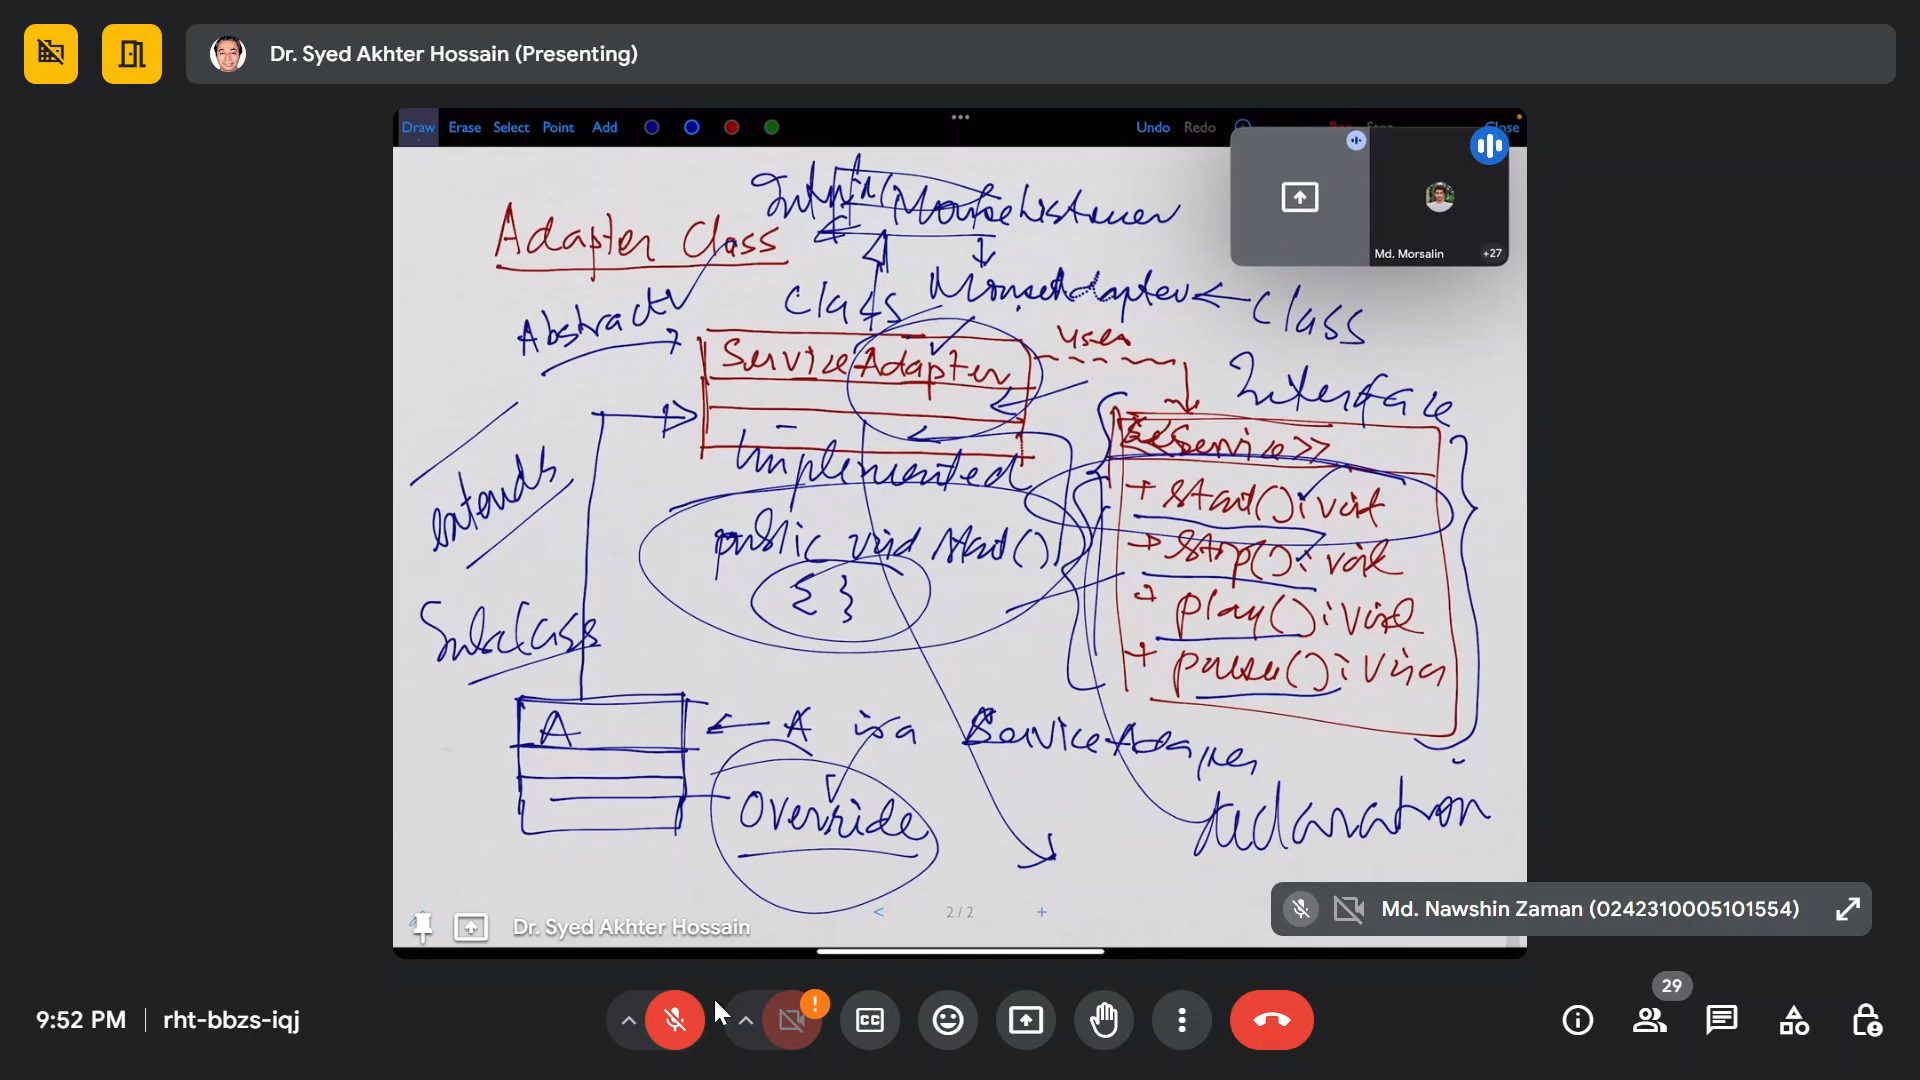 Dr. Syed Akhter Hossain (Presenting)
Draw Erase Select Point Add Undo Redo Close
MouseListener
Adapter Class
Md. Morsalin +27
Abstract
Class MouseAdapter ← Class
uses
ServiceAdapter
Interface
<<Service>>
Implemented
extends
+ start(): void
public void start()
+ stop(): void
{ }
+ play(): void
Subclass
+ pause(): void
A
← A is a ServiceAdapter
Override
declaration
< 2 / 2 +
Dr. Syed Akhter Hossain
Md. Nawshin Zaman (0242310005101554)
29
9:52 PM | rht-bbzs-iqj
CC